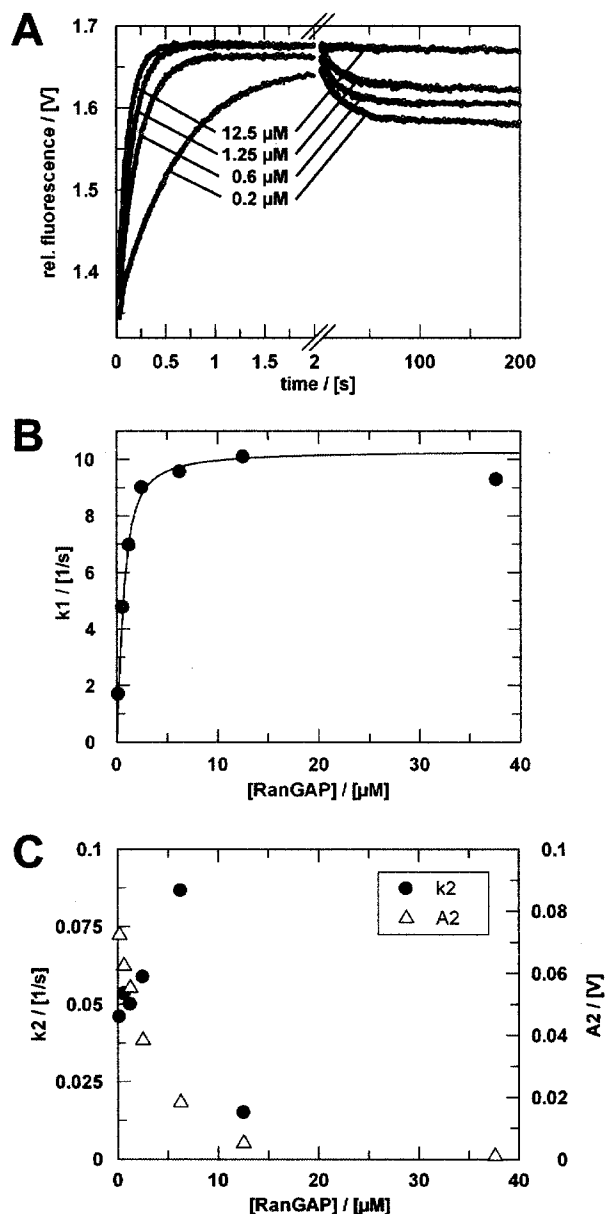 A
1.7
1.6
1.5
1.4
rel. fluorescence / [V]
12.5 µM
1.25 µM
0.6 µM
0.2 µM
0 0.5 1 1.5 2 100 200
time / [s]
B
10
8
6
4
2
0
k1 / [1/s]
0 10 20 30 40
[RanGAP] / [µM]
C
0.1
0.075
0.05
0.025
0
k2 / [1/s]
k2
A2
0.1
0.08
0.06
0.04
0.02
0
A2 / [V]
0 10 20 30 40
[RanGAP] / [µM]